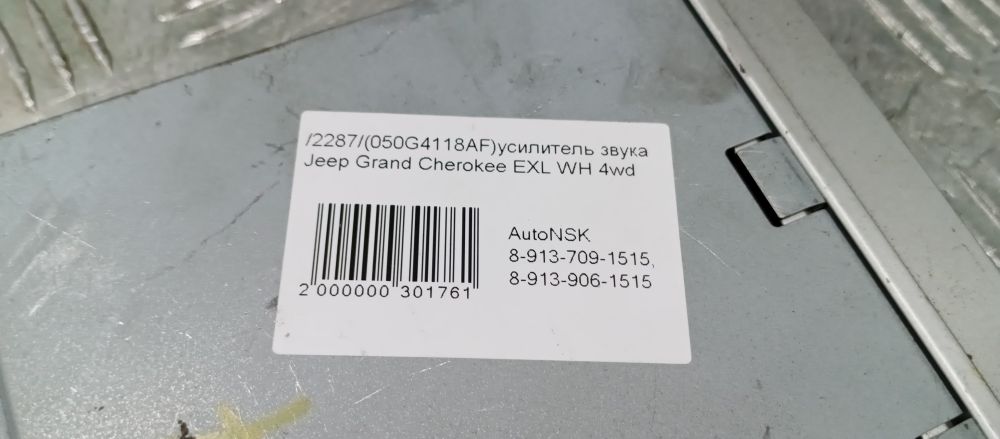 /2287/(050G4118AF)усилитель звука
Jeep Grand Cherokee EXL WH 4wd
AutoNSK
8-913-709-1515,
8-913-906-1515
2 000000 301761